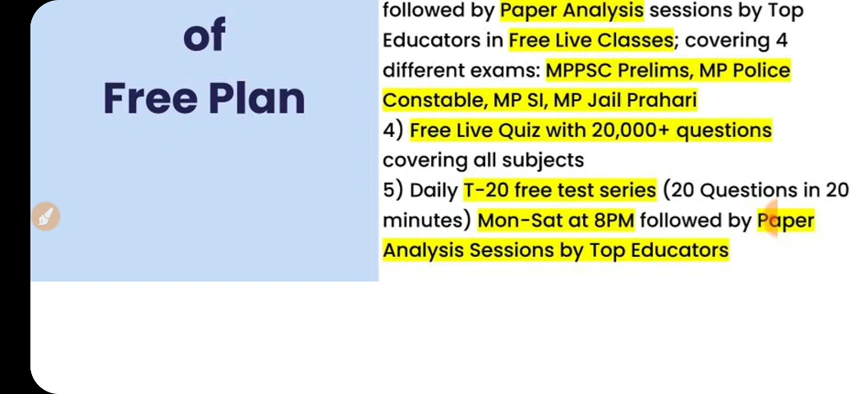 of
Free Plan
followed by Paper Analysis sessions by Top
Educators in Free Live Classes; covering 4
different exams: MPPSC Prelims, MP Police
Constable, MP SI, MP Jail Prahari
4) Free Live Quiz with 20,000+ questions
covering all subjects
5) Daily T-20 free test series (20 Questions in 20
minutes) Mon-Sat at 8PM followed by Paper
Analysis Sessions by Top Educators